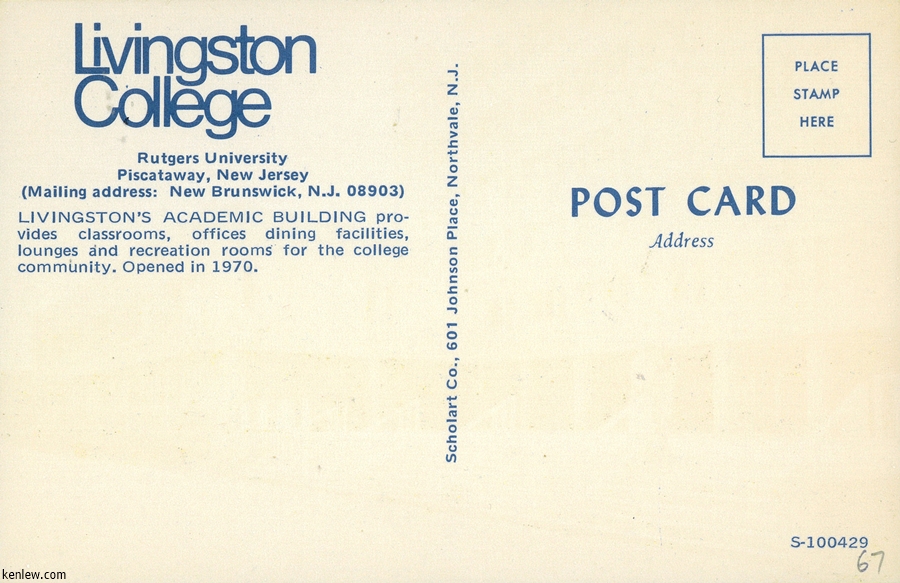 Livingston
College
Rutgers University
Piscataway, New Jersey
(Mailing address: New Brunswick, N.J. 08903)
LIVINGSTON'S ACADEMIC BUILDING pro-
vides classrooms, offices dining facilities,
lounges and recreation rooms for the college
community. Opened in 1970.
Scholart Co., 601 Johnson Place, Northvale, N.J.
PLACE
STAMP
HERE
POST CARD
Address
S-100429
67
kenlew.com